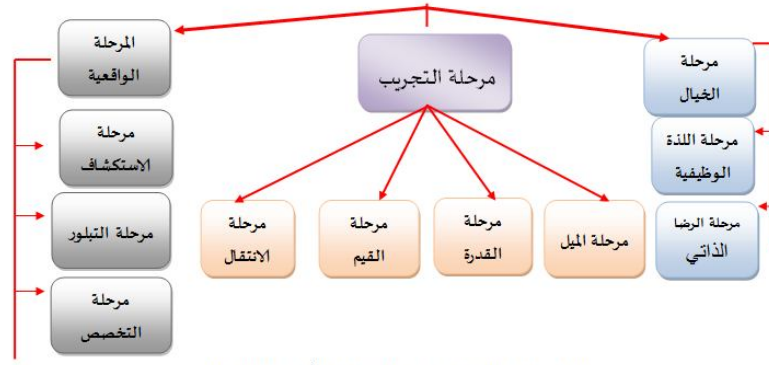 مرحلة
الخيال
مرحلة اللذة
الوظيفية
مرحلة الرضا
الذاتي
مرحلة التجريب
مرحلة الميل
مرحلة
القدرة
مرحلة
القيم
مرحلة
الانتقال
المرحلة
الواقعية
مرحلة
الاستكشاف
مرحلة التبلور
مرحلة
التخصص